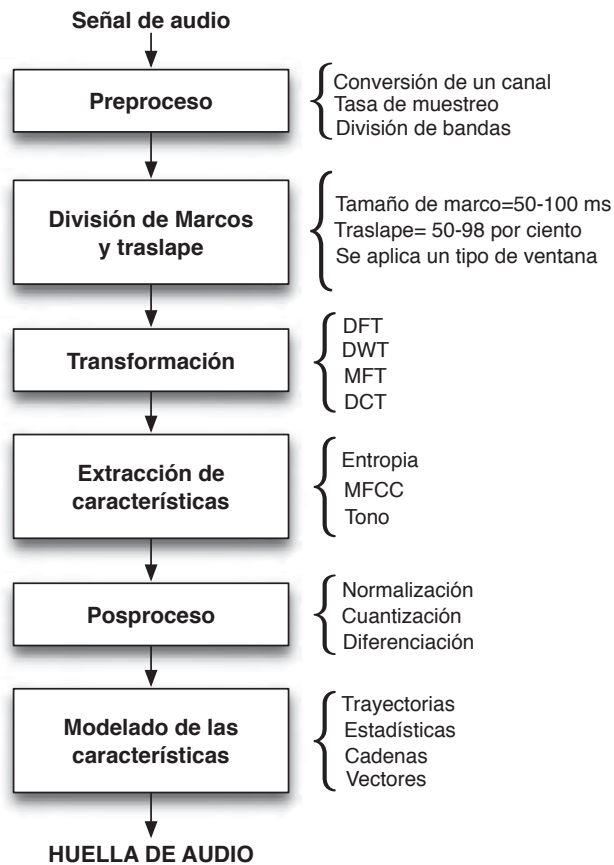 Señal de audio
Preproceso
Conversión de un canal
Tasa de muestreo
División de bandas
División de Marcos
y traslape
Tamaño de marco=50-100 ms
Traslape= 50-98 por ciento
Se aplica un tipo de ventana
Transformación
DFT
DWT
MFT
DCT
Extracción de
características
Entropia
MFCC
Tono
Posproceso
Normalización
Cuantización
Diferenciación
Modelado de las
características
Trayectorias
Estadísticas
Cadenas
Vectores
HUELLA DE AUDIO